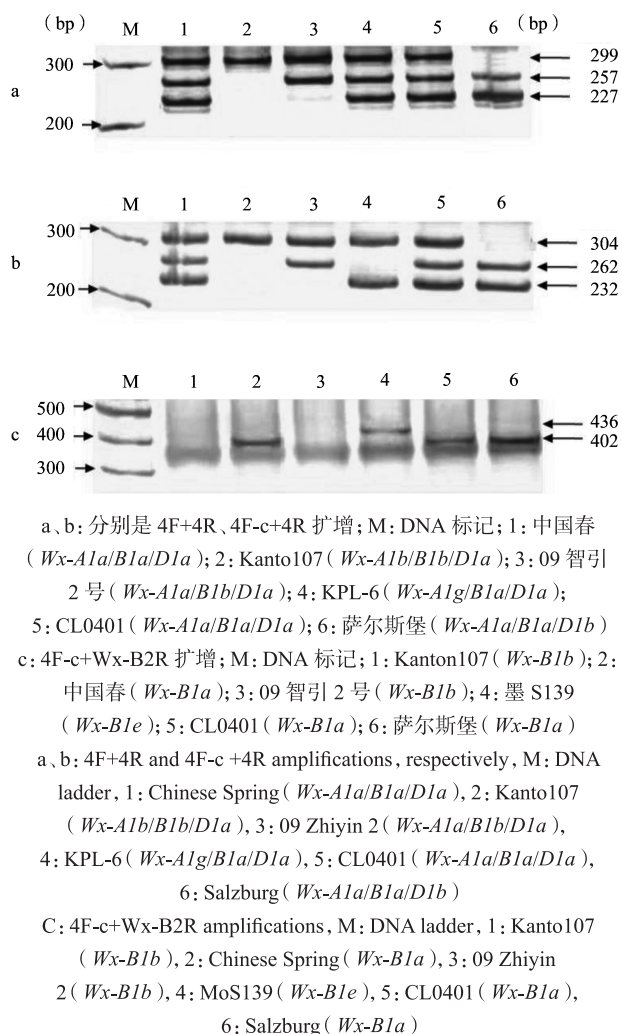 (bp) M 1 2 3 4 5 6 (bp)
300 299
257
a 227
200
M 1 2 3 4 5 6
300 304
b 262
200 232
M 1 2 3 4 5 6
500 436
c 400 402
300
a、b:分别是 4F+4R、4F-c+4R 扩增;M:DNA 标记;1:中国春
(Wx-A1a/B1a/D1a);2:Kanto107(Wx-A1b/B1b/D1a);3:09 智引
2 号(Wx-A1a/B1b/D1a);4:KPL-6(Wx-A1g/B1a/D1a);
5:CL0401(Wx-A1a/B1a/D1a);6:萨尔斯堡(Wx-A1a/B1a/D1b)
c:4F-c+Wx-B2R 扩增;M:DNA 标记;1:Kanton107(Wx-B1b);2:
中国春(Wx-B1a);3:09 智引 2 号(Wx-B1b);4:墨 S139
(Wx-B1e);5:CL0401(Wx-B1a);6:萨尔斯堡(Wx-B1a)
a、b:4F+4R and 4F-c +4R amplifications, respectively, M:DNA
ladder, 1:Chinese Spring(Wx-A1a/B1a/D1a), 2:Kanto107
(Wx-A1b/B1b/D1a), 3:09 Zhiyin 2(Wx-A1a/B1b/D1a),
4:KPL-6(Wx-A1g/B1a/D1a), 5:CL0401(Wx-A1a/B1a/D1a),
6:Salzburg(Wx-A1a/B1a/D1b)
C:4F-c+Wx-B2R amplifications, M:DNA ladder, 1:Kanto107
(Wx-B1b), 2:Chinese Spring(Wx-B1a), 3:09 Zhiyin
2(Wx-B1b), 4:MoS139(Wx-B1e), 5:CL0401(Wx-B1a),
6:Salzburg(Wx-B1a)